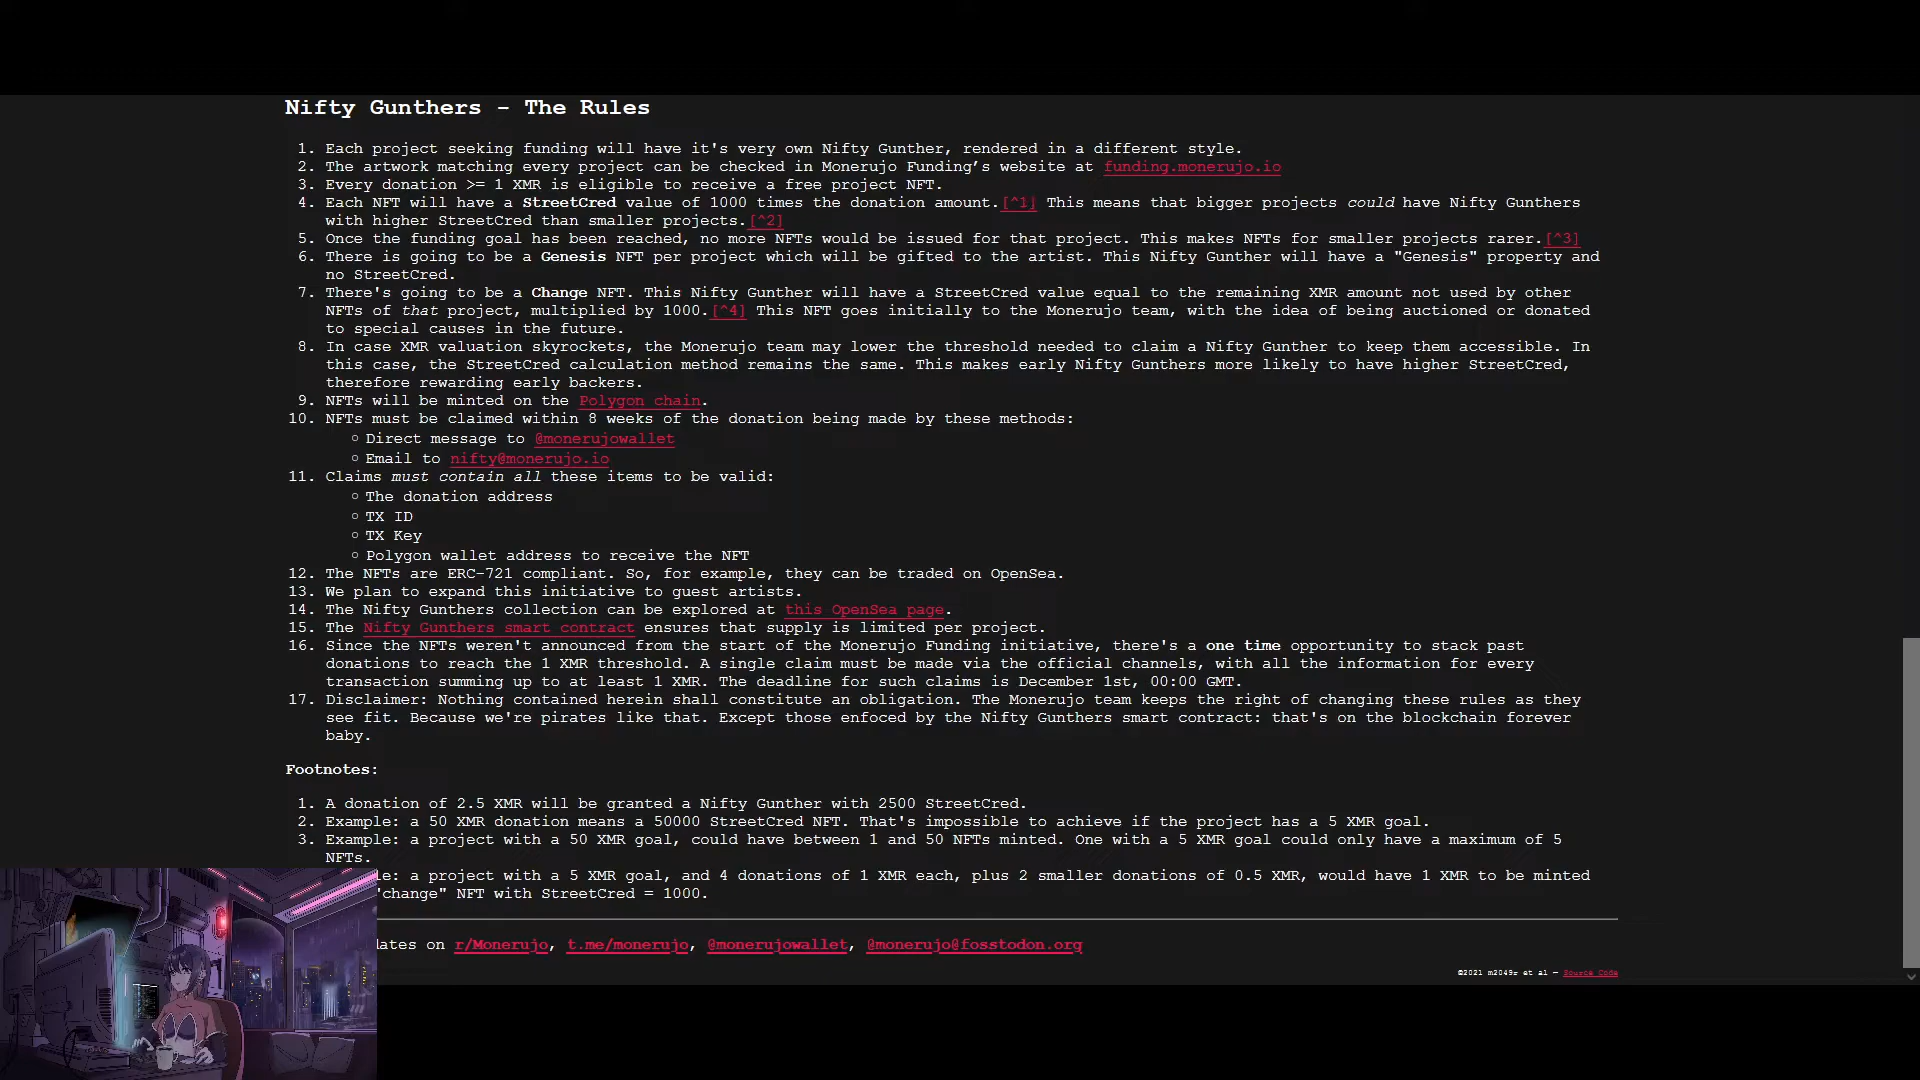 Nifty Gunthers - The Rules
1. Each project seeking funding will have it's very own Nifty Gunther, rendered in a different style.
2. The artwork matching every project can be checked in Monerujo Funding’s website at funding.monerujo.io
3. Every donation >= 1 XMR is eligible to receive a free project NFT.
4. Each NFT will have a StreetCred value of 1000 times the donation amount.[^1] This means that bigger projects could have Nifty Gunthers
with higher StreetCred than smaller projects.[^2]
5. Once the funding goal has been reached, no more NFTs would be issued for that project. This makes NFTs for smaller projects rarer.[^3]
6. There is going to be a Genesis NFT per project which will be gifted to the artist. This Nifty Gunther will have a "Genesis" property and
no StreetCred.
7. There's going to be a Change NFT. This Nifty Gunther will have a StreetCred value equal to the remaining XMR amount not used by other
NFTs of that project, multiplied by 1000.[^4] This NFT goes initially to the Monerujo team, with the idea of being auctioned or donated
to special causes in the future.
8. In case XMR valuation skyrockets, the Monerujo team may lower the threshold needed to claim a Nifty Gunther to keep them accessible. In
this case, the StreetCred calculation method remains the same. This makes early Nifty Gunthers more likely to have higher StreetCred,
therefore rewarding early backers.
9. NFTs will be minted on the Polygon chain.
10. NFTs must be claimed within 8 weeks of the donation being made by these methods:
○ Direct message to @monerujowallet
○ Email to nifty@monerujo.io
11. Claims must contain all these items to be valid:
○ The donation address
○ TX ID
○ TX Key
○ Polygon wallet address to receive the NFT
12. The NFTs are ERC-721 compliant. So, for example, they can be traded on OpenSea.
13. We plan to expand this initiative to guest artists.
14. The Nifty Gunthers collection can be explored at this OpenSea page.
15. The Nifty Gunthers smart contract ensures that supply is limited per project.
16. Since the NFTs weren't announced from the start of the Monerujo Funding initiative, there's a one time opportunity to stack past
donations to reach the 1 XMR threshold. A single claim must be made via the official channels, with all the information for every
transaction summing up to at least 1 XMR. The deadline for such claims is December 1st, 00:00 GMT.
17. Disclaimer: Nothing contained herein shall constitute an obligation. The Monerujo team keeps the right of changing these rules as they
see fit. Because we're pirates like that. Except those enfoced by the Nifty Gunthers smart contract: that's on the blockchain forever
baby.
Footnotes:
1. A donation of 2.5 XMR will be granted a Nifty Gunther with 2500 StreetCred.
2. Example: a 50 XMR donation means a 50000 StreetCred NFT. That's impossible to achieve if the project has a 5 XMR goal.
3. Example: a project with a 50 XMR goal, could have between 1 and 50 NFTs minted. One with a 5 XMR goal could only have a maximum of 5
NFTs.
le: a project with a 5 XMR goal, and 4 donations of 1 XMR each, plus 2 smaller donations of 0.5 XMR, would have 1 XMR to be minted
"change" NFT with StreetCred = 1000.
dates on r/Monerujo, t.me/monerujo, @monerujowallet, @monerujo@fosstodon.org
©2021 m2049r et al - Source Code